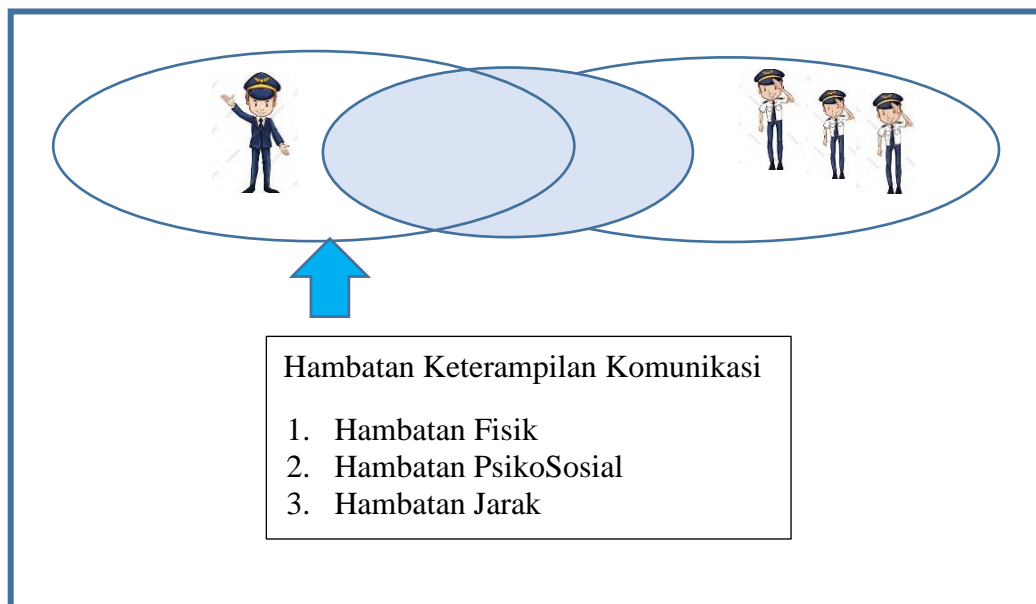 Hambatan Keterampilan Komunikasi
1. Hambatan Fisik
2. Hambatan PsikoSosial
3. Hambatan Jarak